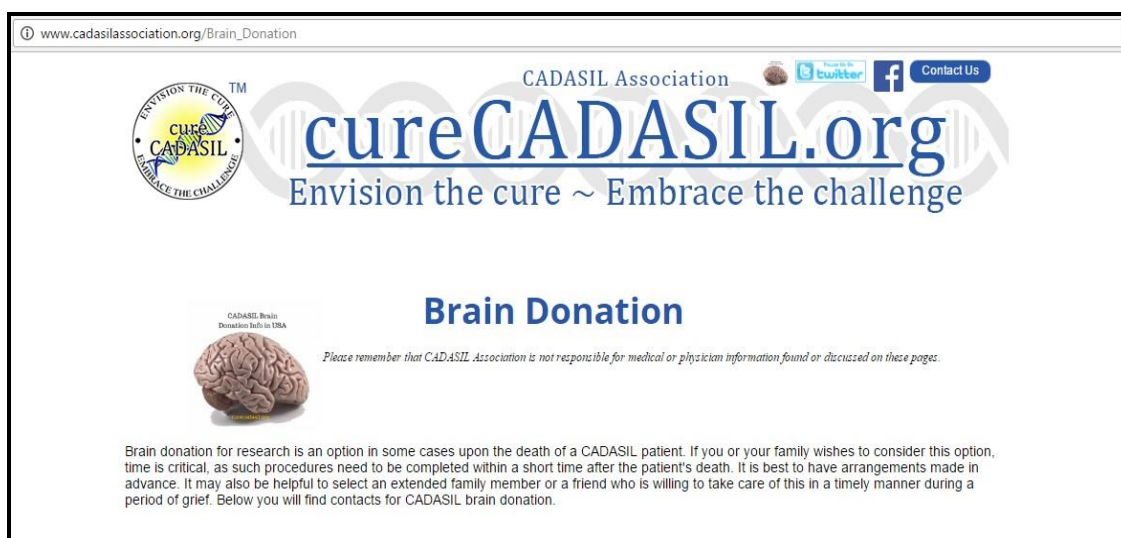 www.cadasilassociation.org/Brain_Donation
CADASIL Association
twitter
Contact Us
ENVISION THE CURE
TM
cure
CADASIL
EMBRACE THE CHALLENGE
cureCADASIL.org
Envision the cure ~ Embrace the challenge
CADASIL Brain
Donation Info in USA
Brain Donation
Please remember that CADASIL Association is not responsible for medical or physician information found or discussed on these pages.
Brain donation for research is an option in some cases upon the death of a CADASIL patient. If you or your family wishes to consider this option,
time is critical, as such procedures need to be completed within a short time after the patient's death. It is best to have arrangements made in
advance. It may also be helpful to select an extended family member or a friend who is willing to take care of this in a timely manner during a
period of grief. Below you will find contacts for CADASIL brain donation.